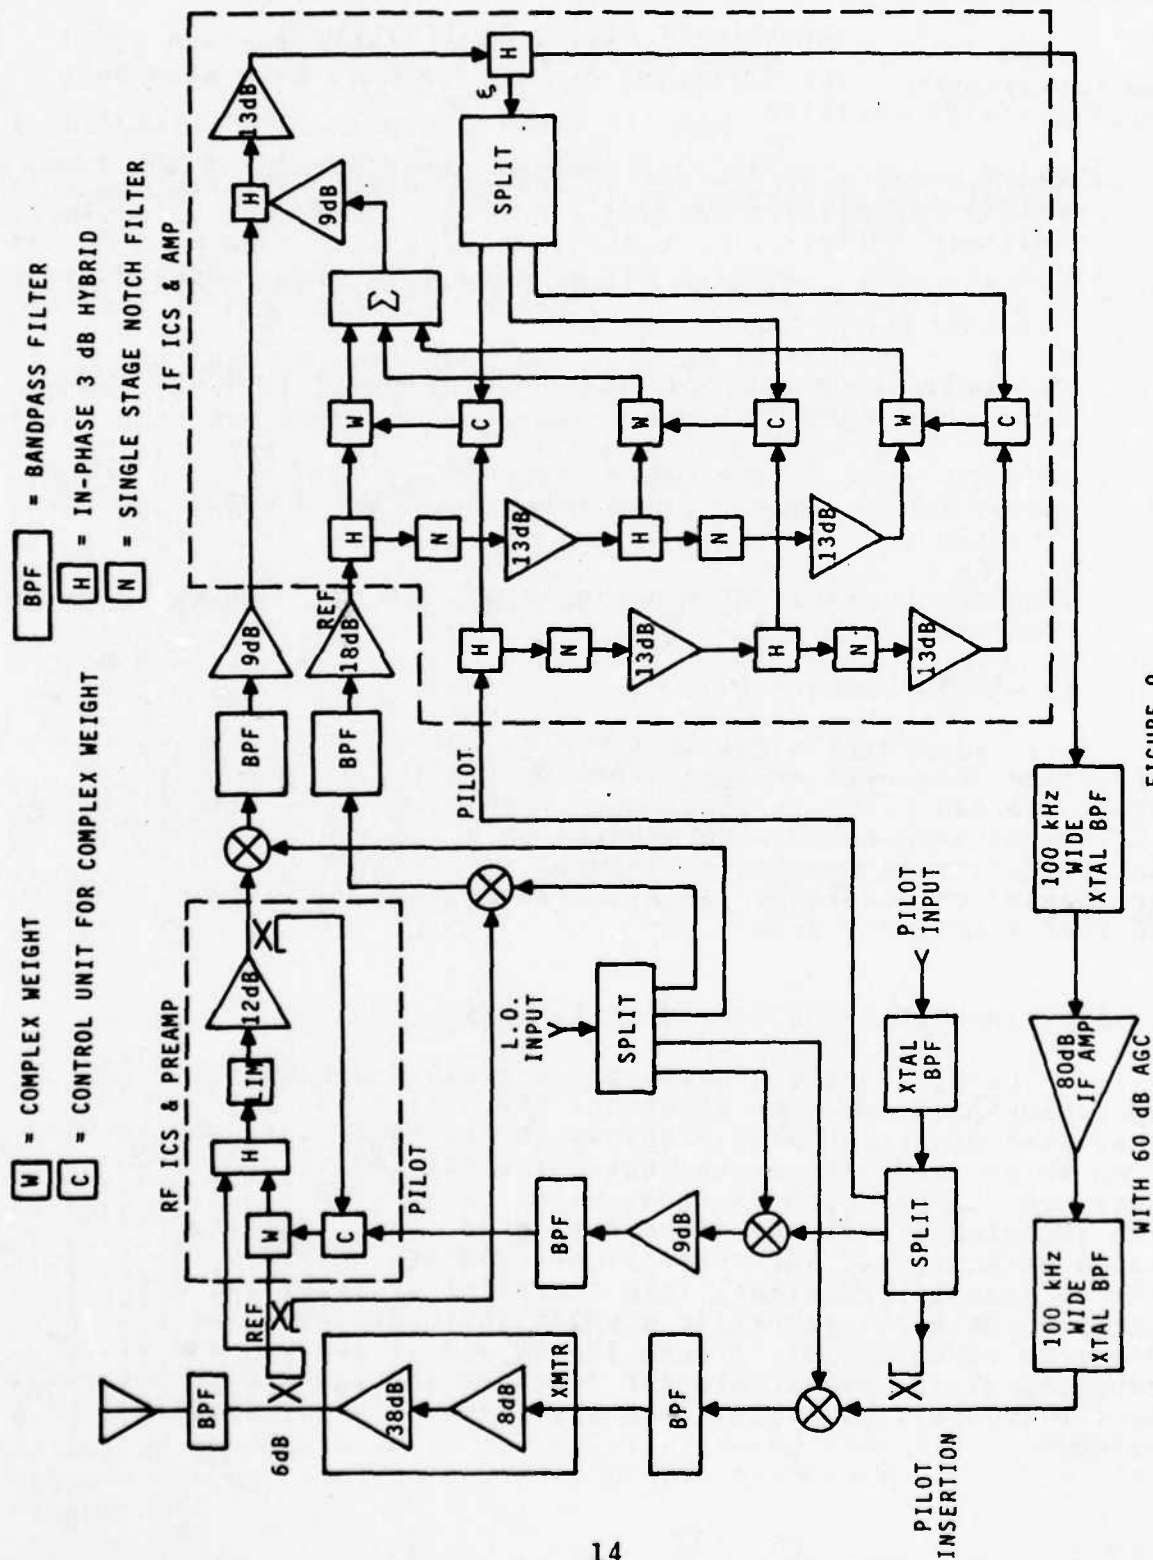 W = COMPLEX WEIGHT
C = CONTROL UNIT FOR COMPLEX WEIGHT
BPF = BANDPASS FILTER
H = IN-PHASE 3 dB HYBRID
N = SINGLE STAGE NOTCH FILTER
RF ICS & PREAMP
IF ICS & AMP
BPF
6dB
REF
XMTR
38dB
8dB
BPF
W
C
H
LIM
12dB
PILOT
BPF
9dB
L.O.
INPUT
SPLIT
BPF
9dB
BPF
18dB
REF
H
13dB
9dB
Σ
H
ξ
SPLIT
H
W
N
C
13dB
H
W
N
C
13dB
W
C
PILOT
H
N
13dB
H
N
13dB
PILOT
INPUT
XTAL
BPF
SPLIT
PILOT
INSERTION
100 kHz
WIDE
XTAL BPF
80dB
IF AMP
WITH 60 dB AGC
100 kHz
WIDE
XTAL BPF
14